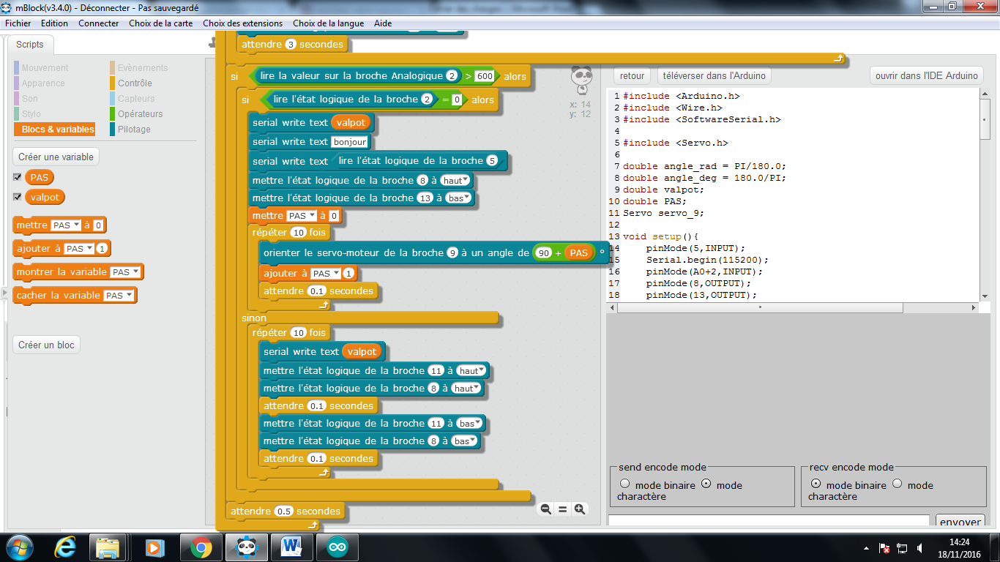 mBlock(v3.4.0) - Déconnecter - Pas sauvegardé
Fichier Edition Connecter Choix de la carte Choix des extensions Choix de la langue Aide
Scripts
Mouvement
Apparence
Son
Stylo
Blocs & variables
Evènements
Contrôle
Capteurs
Opérateurs
Pilotage
Créer une variable
PAS
valpot
mettre PAS à 0
ajouter à PAS 1
montrer la variable PAS
cacher la variable PAS
Créer un bloc
attendre 3 secondes
si lire la valeur sur la broche Analogique 2 > 600 alors
si lire l'état logique de la broche 2 = 0 alors
serial write text valpot
serial write text bonjour
serial write text lire l'état logique de la broche 5
mettre l'état logique de la broche 8 à haut
mettre l'état logique de la broche 13 à bas
mettre PAS à 0
répéter 10 fois
orienter le servo-moteur de la broche 9 à un angle de 90 + PAS °
ajouter à PAS 1
attendre 0.1 secondes
sinon
répéter 10 fois
serial write text valpot
mettre l'état logique de la broche 11 à haut
mettre l'état logique de la broche 8 à haut
attendre 0.1 secondes
mettre l'état logique de la broche 11 à bas
mettre l'état logique de la broche 8 à bas
attendre 0.1 secondes
attendre 0.5 secondes
x: 14
y: 12
retour téléverser dans l'Arduino ouvrir dans l'IDE Arduino
1 #include <Arduino.h>
2 #include <Wire.h>
3 #include <SoftwareSerial.h>
4
5 #include <Servo.h>
6
7 double angle_rad = PI/180.0;
8 double angle_deg = 180.0/PI;
9 double valpot;
10 double PAS;
11 Servo servo_9;
12
13 void setup(){
14 pinMode(5,INPUT);
15 Serial.begin(115200);
16 pinMode(A0+2,INPUT);
17 pinMode(8,OUTPUT);
18 pinMode(13,OUTPUT);
send encode mode
mode binaire mode
charactère
recv encode mode
mode binaire mode
charactère
envoyer
14:24
18/11/2016